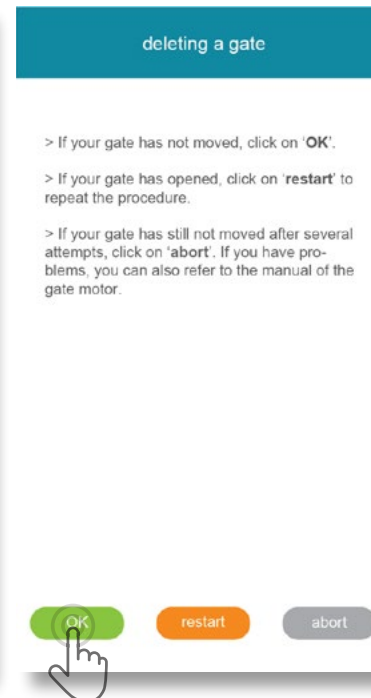 deleting a gate
> If your gate has not moved, click on ‘OK’.
> If your gate has opened, click on ‘restart’ to
repeat the procedure.
> If your gate has still not moved after several
attempts, click on ‘abort’. If you have pro-
blems, you can also refer to the manual of the
gate motor.
OK
restart
abort